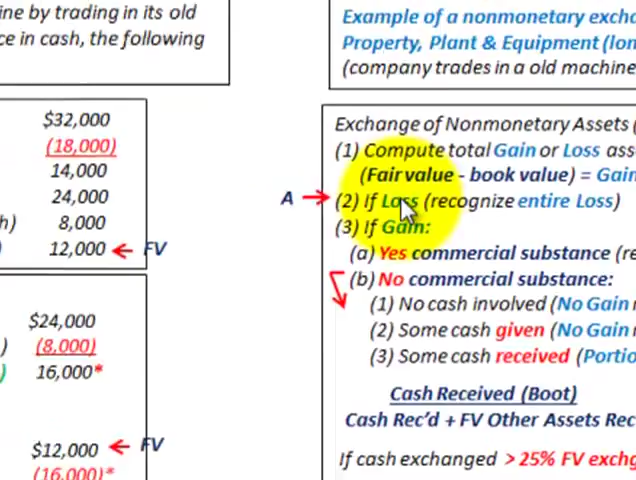 ine by trading in its old
ce in cash, the following
$32,000
(18,000)
14,000
24,000
h) 8,000
) 12,000 ← FV
$24,000
) (8,000)
) 16,000*
$12,000 ← FV
(16,000)*
Example of a nonmonetary excha
Property, Plant & Equipment (lon
(company trades in a old machine
Exchange of Nonmonetary Assets (
(1) Compute total Gain or Loss ass
(Fair value - book value) = Gain
A → (2) If Loss (recognize entire Loss)
(3) If Gain:
(a) Yes commercial substance (re
(b) No commercial substance:
(1) No cash involved (No Gain r
(2) Some cash given (No Gain r
(3) Some cash received (Portio
Cash Received (Boot)
Cash Rec'd + FV Other Assets Rec
If cash exchanged > 25% FV exchg